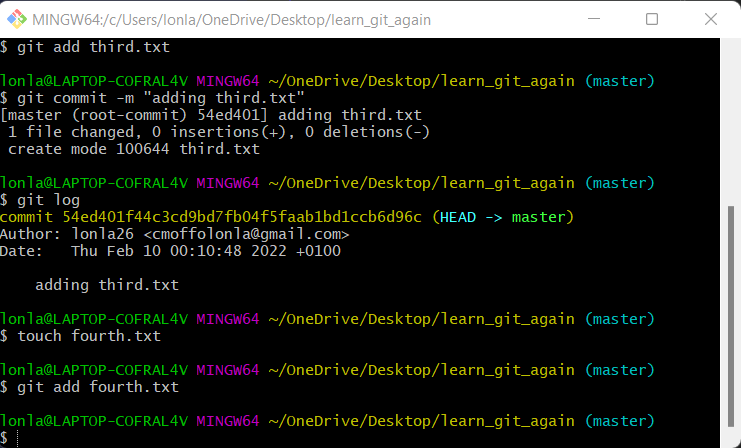 MINGW64:/c/Users/lonla/OneDrive/Desktop/learn_git_again
$ git add third.txt
lonla@LAPTOP-COFRAL4V MINGW64 ~/OneDrive/Desktop/learn_git_again (master)
$ git commit -m "adding third.txt"
[master (root-commit) 54ed401] adding third.txt
 1 file changed, 0 insertions(+), 0 deletions(-)
 create mode 100644 third.txt
lonla@LAPTOP-COFRAL4V MINGW64 ~/OneDrive/Desktop/learn_git_again (master)
$ git log
commit 54ed401f44c3cd9bd7fb04f5faab1bd1ccb6d96c (HEAD -> master)
Author: lonla26 <cmoffolonla@gmail.com>
Date:   Thu Feb 10 00:10:48 2022 +0100
    adding third.txt
lonla@LAPTOP-COFRAL4V MINGW64 ~/OneDrive/Desktop/learn_git_again (master)
$ touch fourth.txt
lonla@LAPTOP-COFRAL4V MINGW64 ~/OneDrive/Desktop/learn_git_again (master)
$ git add fourth.txt
lonla@LAPTOP-COFRAL4V MINGW64 ~/OneDrive/Desktop/learn_git_again (master)
$